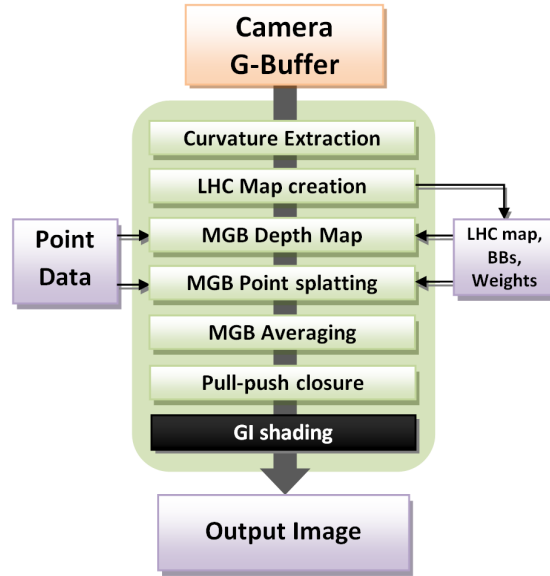 Camera
G-Buffer
Curvature Extraction
LHC Map creation
Point
Data
MGB Depth Map
LHC map,
BBs,
Weights
MGB Point splatting
MGB Averaging
Pull-push closure
GI shading
Output Image